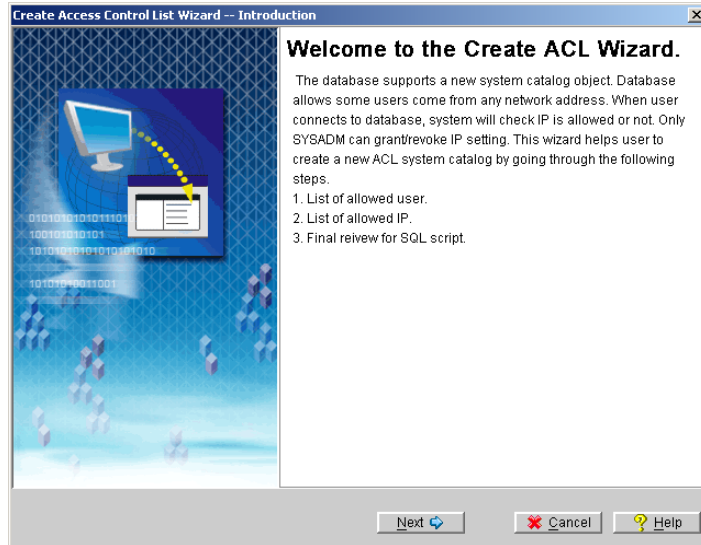 Create Access Control List Wizard -- Introduction
Welcome to the Create ACL Wizard.
The database supports a new system catalog object. Database
allows some users come from any network address. When user
connects to database, system will check IP is allowed or not. Only
SYSADM can grant/revoke IP setting. This wizard helps user to
create a new ACL system catalog by going through the following
steps.
1. List of allowed user.
2. List of allowed IP.
3. Final reivew for SQL script.
010101010101110101
100101010101
10101010101010101010
10101010011001
Next
Cancel
Help